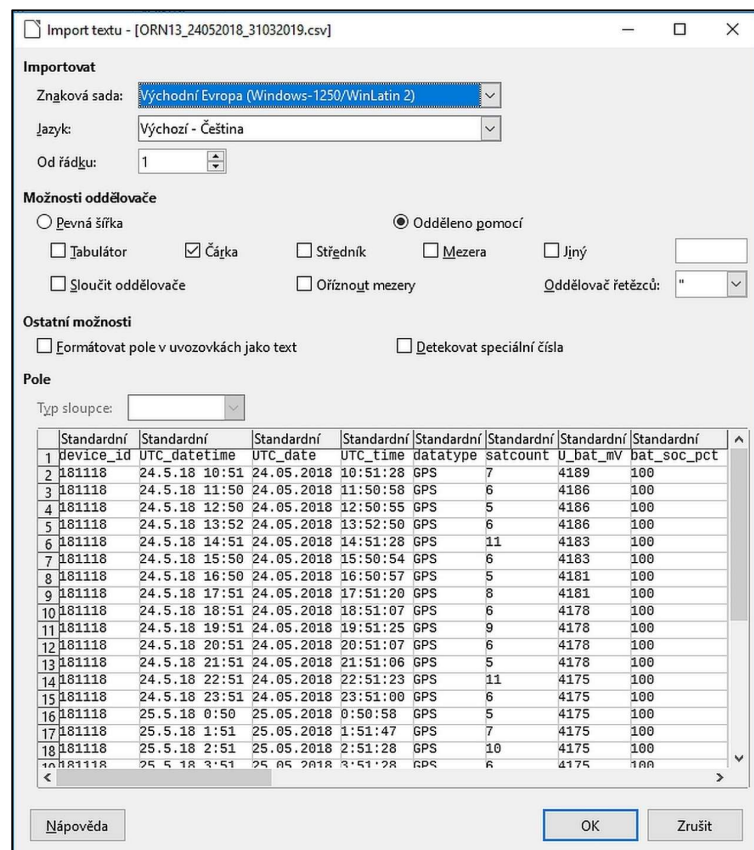 Import textu - [ORN13_24052018_31032019.csv]
Importovat
Znaková sada: Východní Evropa (Windows-1250/WinLatin 2)
Jazyk: Výchozí - Čeština
Od řádku: 1
Možnosti oddělovače
Pevná šířka Odděleno pomocí
Tabulátor Čárka Středník Mezera Jiný
Sloučit oddělovače Oříznout mezery Oddělovač řetězců: "
Ostatní možnosti
Formátovat pole v uvozovkách jako text Detekovat speciální čísla
Pole
Typ sloupce:
Standardní Standardní Standardní Standardní Standardní Standardní Standardní Standardní
1 device_id UTC_datetime UTC_date UTC_time datatype satcount U_bat_mV bat_soc_pct
2 181118 24.5.18 10:51 24.05.2018 10:51:28 GPS 7 4189 100
3 181118 24.5.18 11:50 24.05.2018 11:50:58 GPS 6 4186 100
4 181118 24.5.18 12:50 24.05.2018 12:50:55 GPS 5 4186 100
5 181118 24.5.18 13:52 24.05.2018 13:52:50 GPS 6 4186 100
6 181118 24.5.18 14:51 24.05.2018 14:51:28 GPS 11 4183 100
7 181118 24.5.18 15:50 24.05.2018 15:50:54 GPS 6 4183 100
8 181118 24.5.18 16:50 24.05.2018 16:50:57 GPS 5 4181 100
9 181118 24.5.18 17:51 24.05.2018 17:51:20 GPS 8 4181 100
10 181118 24.5.18 18:51 24.05.2018 18:51:07 GPS 6 4178 100
11 181118 24.5.18 19:51 24.05.2018 19:51:25 GPS 9 4178 100
12 181118 24.5.18 20:51 24.05.2018 20:51:07 GPS 6 4178 100
13 181118 24.5.18 21:51 24.05.2018 21:51:06 GPS 5 4178 100
14 181118 24.5.18 22:51 24.05.2018 22:51:23 GPS 11 4175 100
15 181118 24.5.18 23:51 24.05.2018 23:51:00 GPS 6 4175 100
16 181118 25.5.18 0:50 25.05.2018 0:50:58 GPS 5 4175 100
17 181118 25.5.18 1:51 25.05.2018 1:51:47 GPS 7 4175 100
18 181118 25.5.18 2:51 25.05.2018 2:51:28 GPS 10 4175 100
19 181118 25.5.18 3:51 25.05.2018 3:51:28 GPS 6 4175 100
Nápověda OK Zrušit